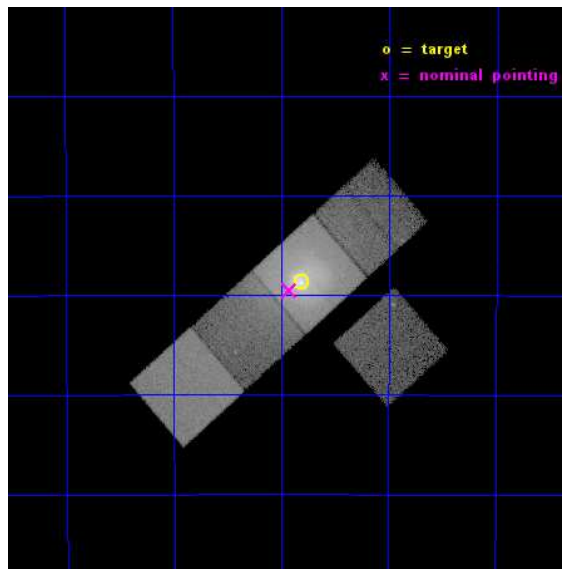 o = target
x = nominal pointing